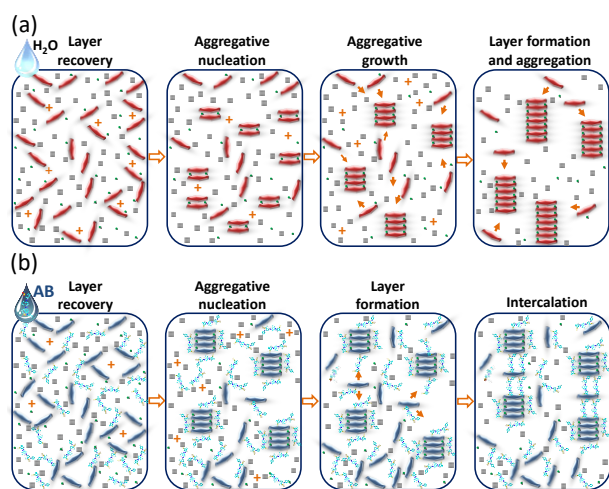 (a)
H₂O
Layer
recovery
Aggregative
nucleation
Aggregative
growth
Layer formation
and aggregation
(b)
AB
Layer
recovery
Aggregative
nucleation
Layer
formation
Intercalation